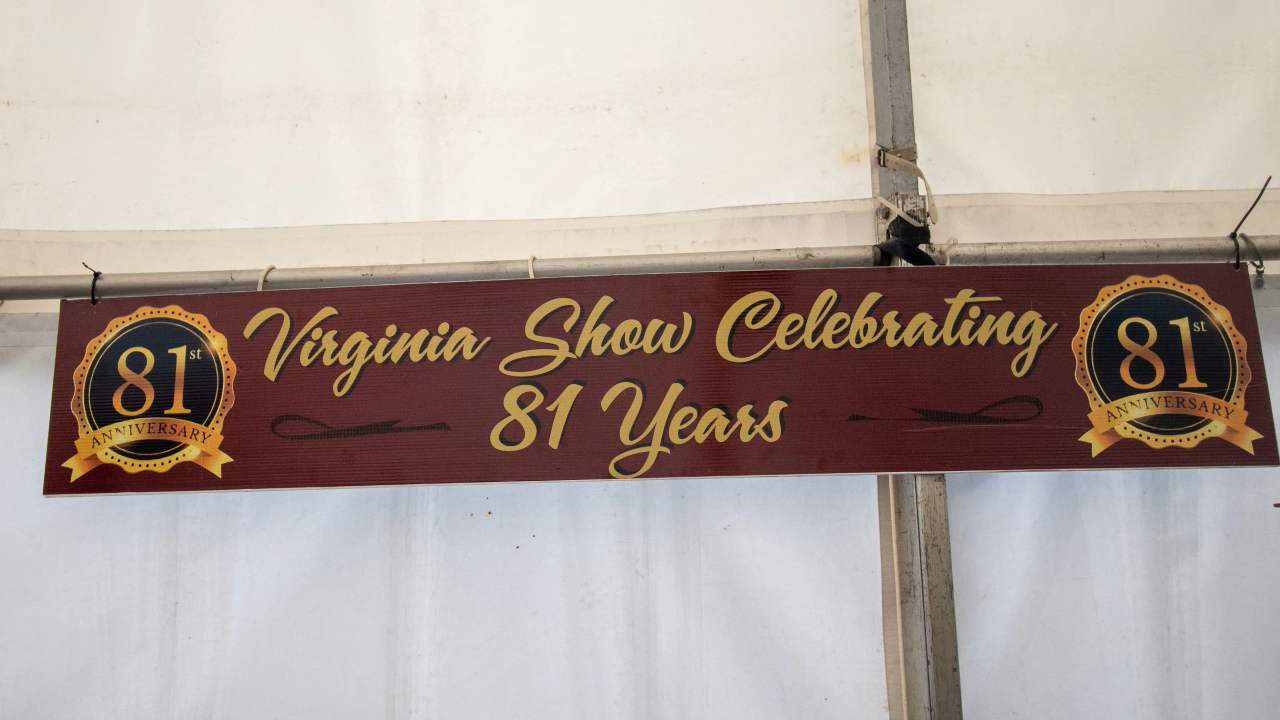 Virginia Show Celebrating
81 Years
81st
ANNIVERSARY
81st
ANNIVERSARY